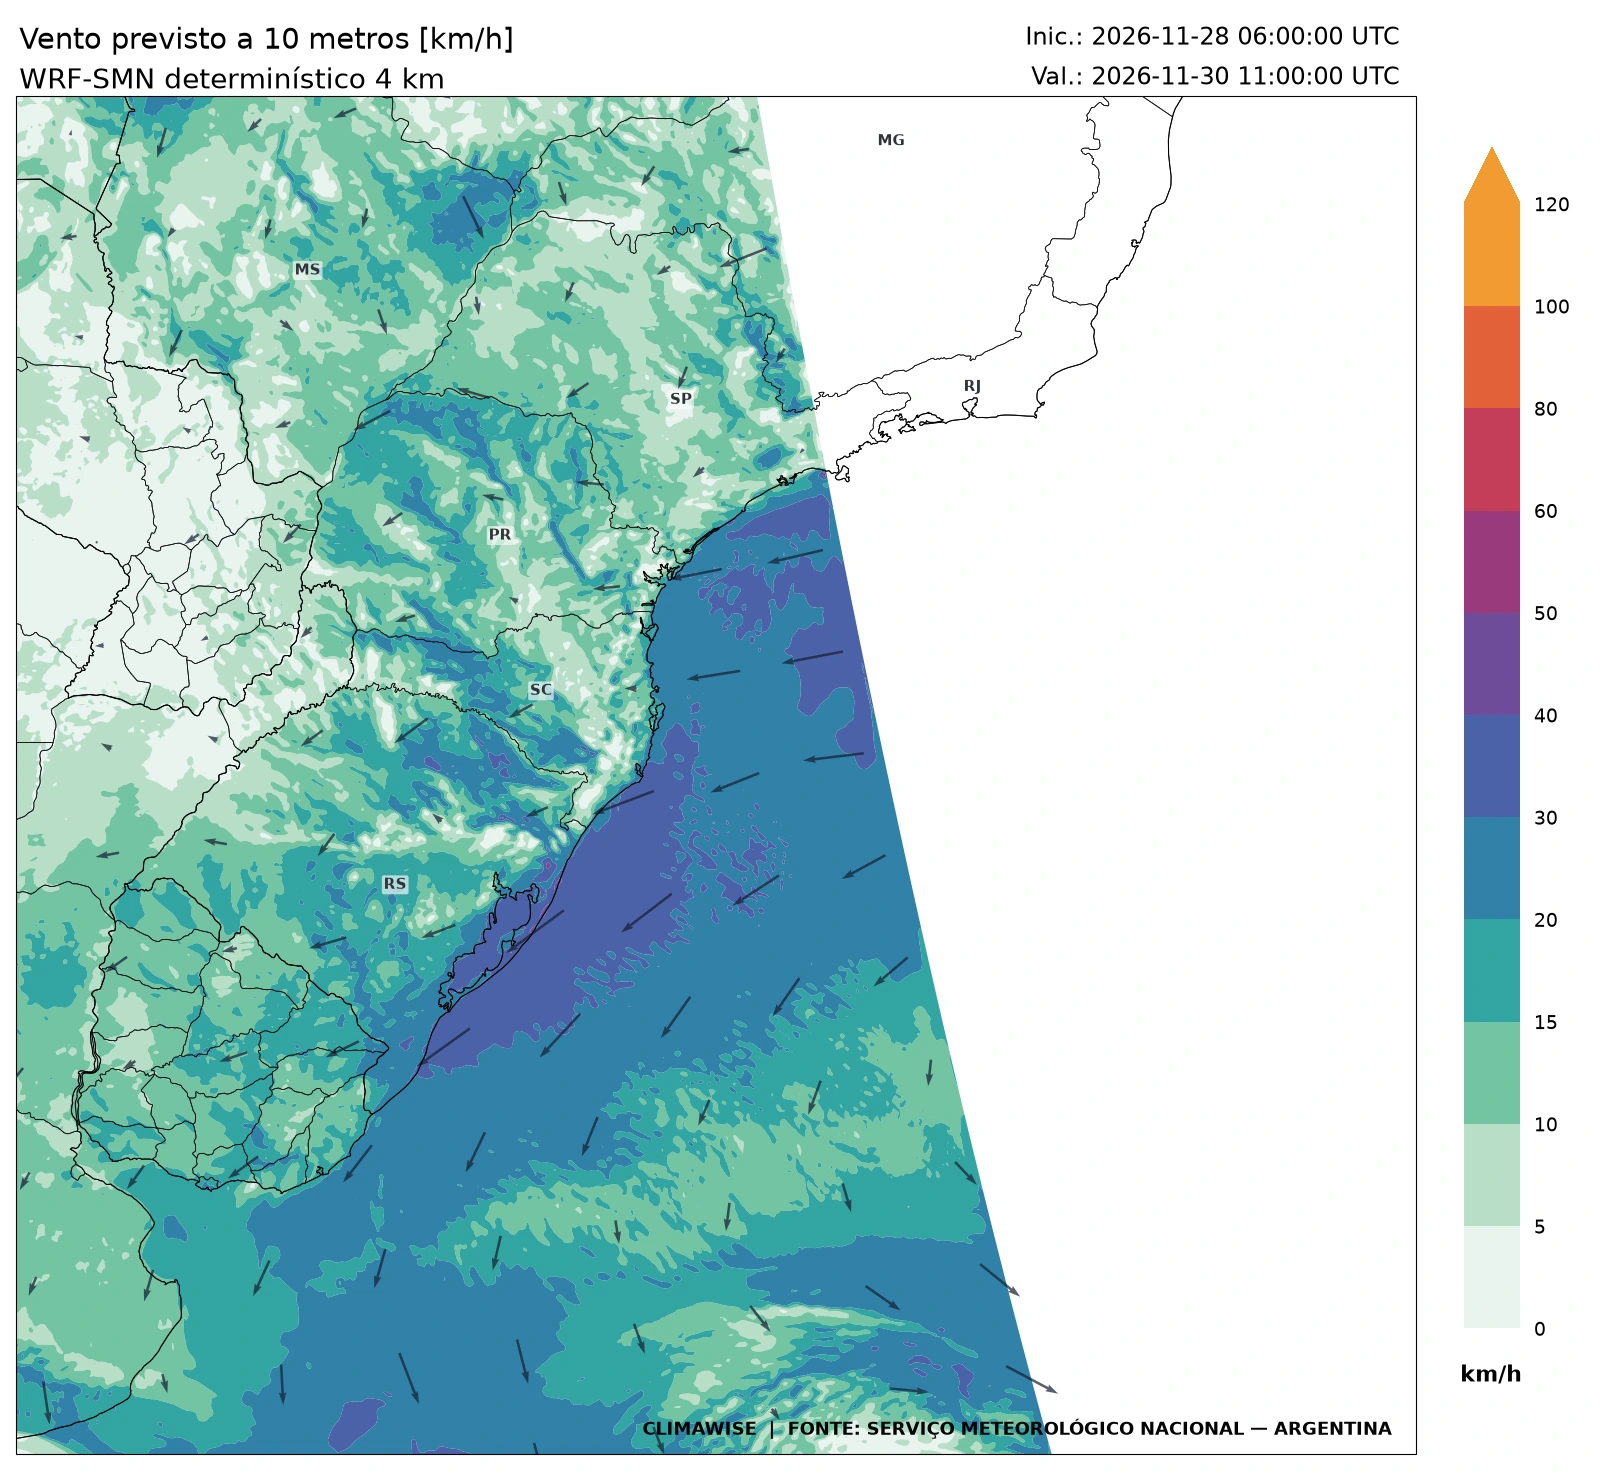 Vento previsto a 10 metros [km/h]
WRF-SMN determinístico 4 km
Inic.: 2026-11-28 06:00:00 UTC
Val.: 2026-11-30 11:00:00 UTC
MG
MS
RJ
SP
PR
SC
RS
120
100
80
60
50
40
30
20
15
10
5
0
km/h
CLIMAWISE | FONTE: SERVIÇO METEOROLÓGICO NACIONAL — ARGENTINA